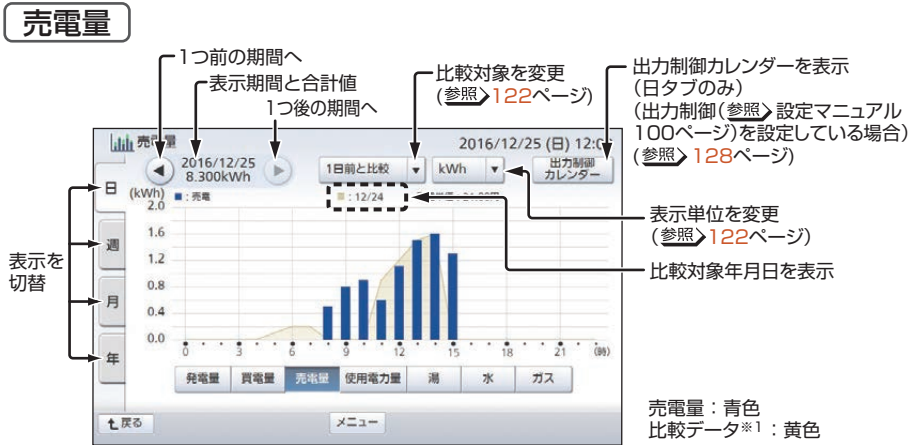 売電量
1つ前の期間へ
表示期間と合計値
1つ後の期間へ
比較対象を変更
(参照 122ページ)
出力制御カレンダーを表示
(日タブのみ)
(出力制御(参照 設定マニュアル
100ページ)を設定している場合)
(参照 128ページ)
売電量
2016/12/25 (日) 12:0
2016/12/25
8.300kWh
1日前と比較
kWh
出力制御
カレンダー
日
(kWh)
■:売電
■:12/24
2.0
1.6
1.2
0.8
0.4
0.0
0 3 6 9 12 15 18 21 (時)
週
月
年
表示を
切替
表示単位を変更
(参照 122ページ)
比較対象年月日を表示
発電量 買電量 売電量 使用電力量 湯 水 ガス
戻る
メニュー
売電量：青色
比較データ※1：黄色